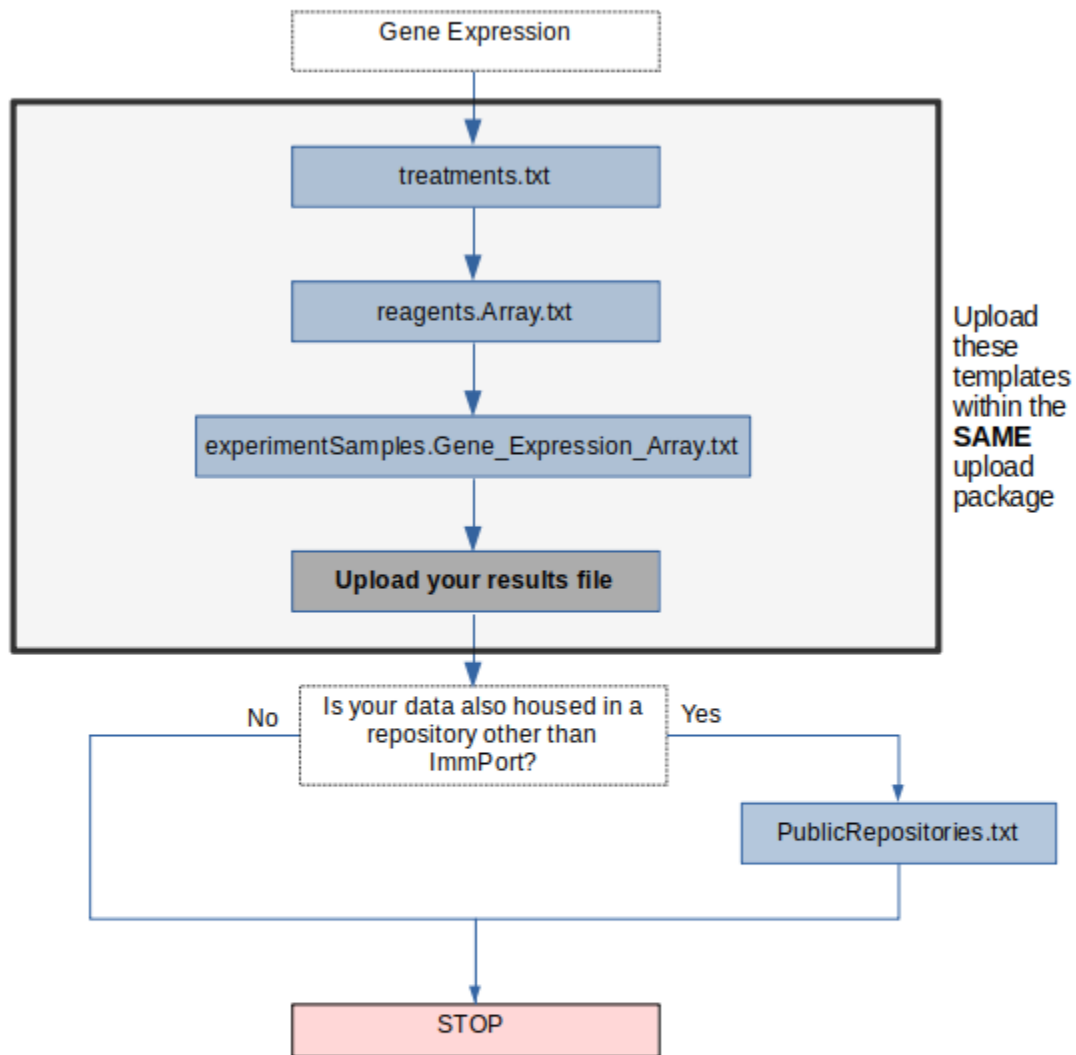 Gene Expression
treatments.txt
reagents.Array.txt
experimentSamples.Gene_Expression_Array.txt
Upload your results file
Upload
these
templates
within the
SAME
upload
package
No
Is your data also housed in a
repository other than
ImmPort?
Yes
PublicRepositories.txt
STOP